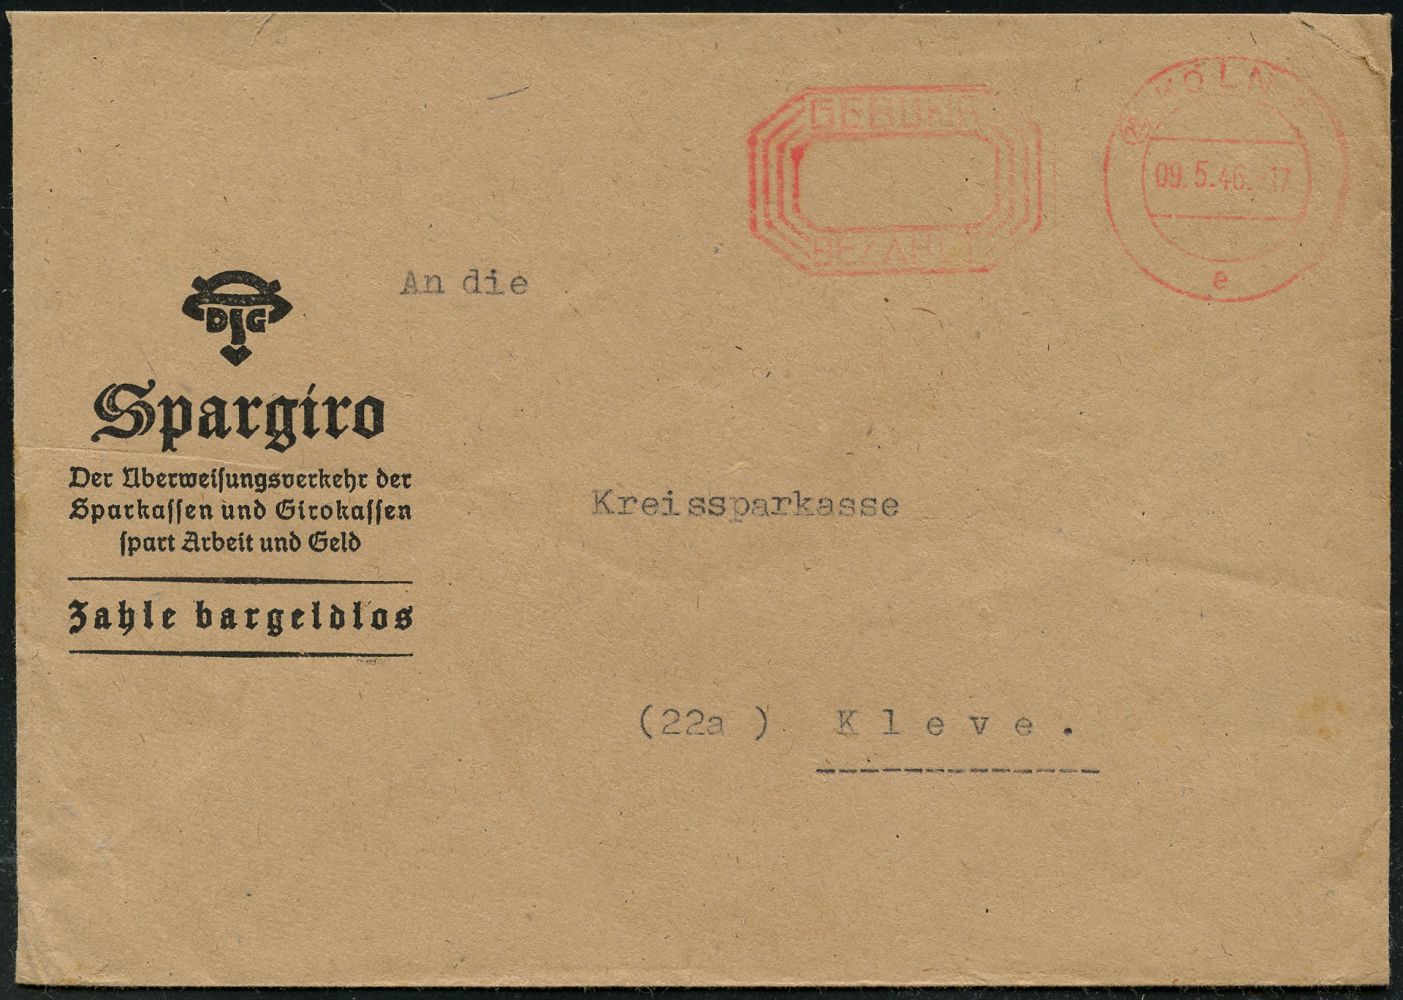 GEBÜHR
BEZAHLT
KÖLN
09.5.46.-17
e
An die
DSG
Spargiro
Der Überweisungsverkehr der
Sparkassen und Girokassen
spart Arbeit und Geld
Zahle bargeldlos
Kreissparkasse
(22a ) Kleve.